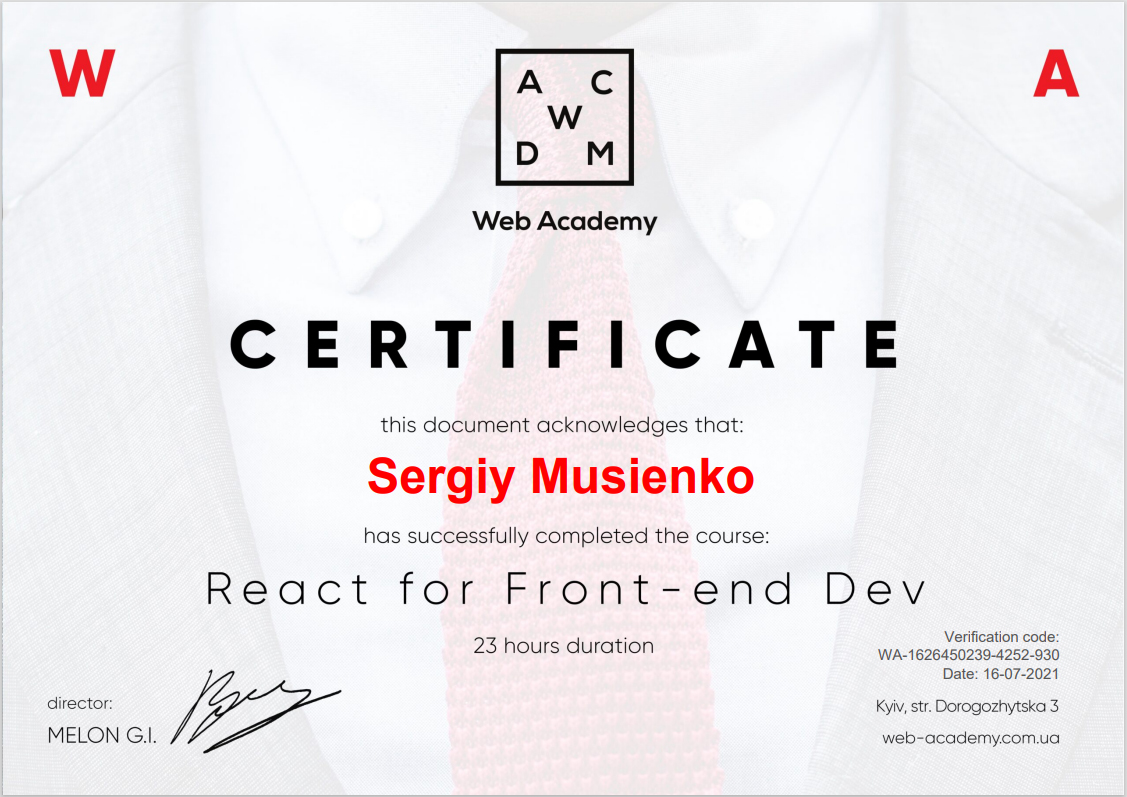 W
A
A C
W
D M
Web Academy
CERTIFICATE
this document acknowledges that:
Sergiy Musienko
has successfully completed the course:
React for Front-end Dev
23 hours duration
Verification code:
WA-1626450239-4252-930
Date: 16-07-2021
director:
MELON G.I.
Kyiv, str. Dorogozhytska 3
web-academy.com.ua